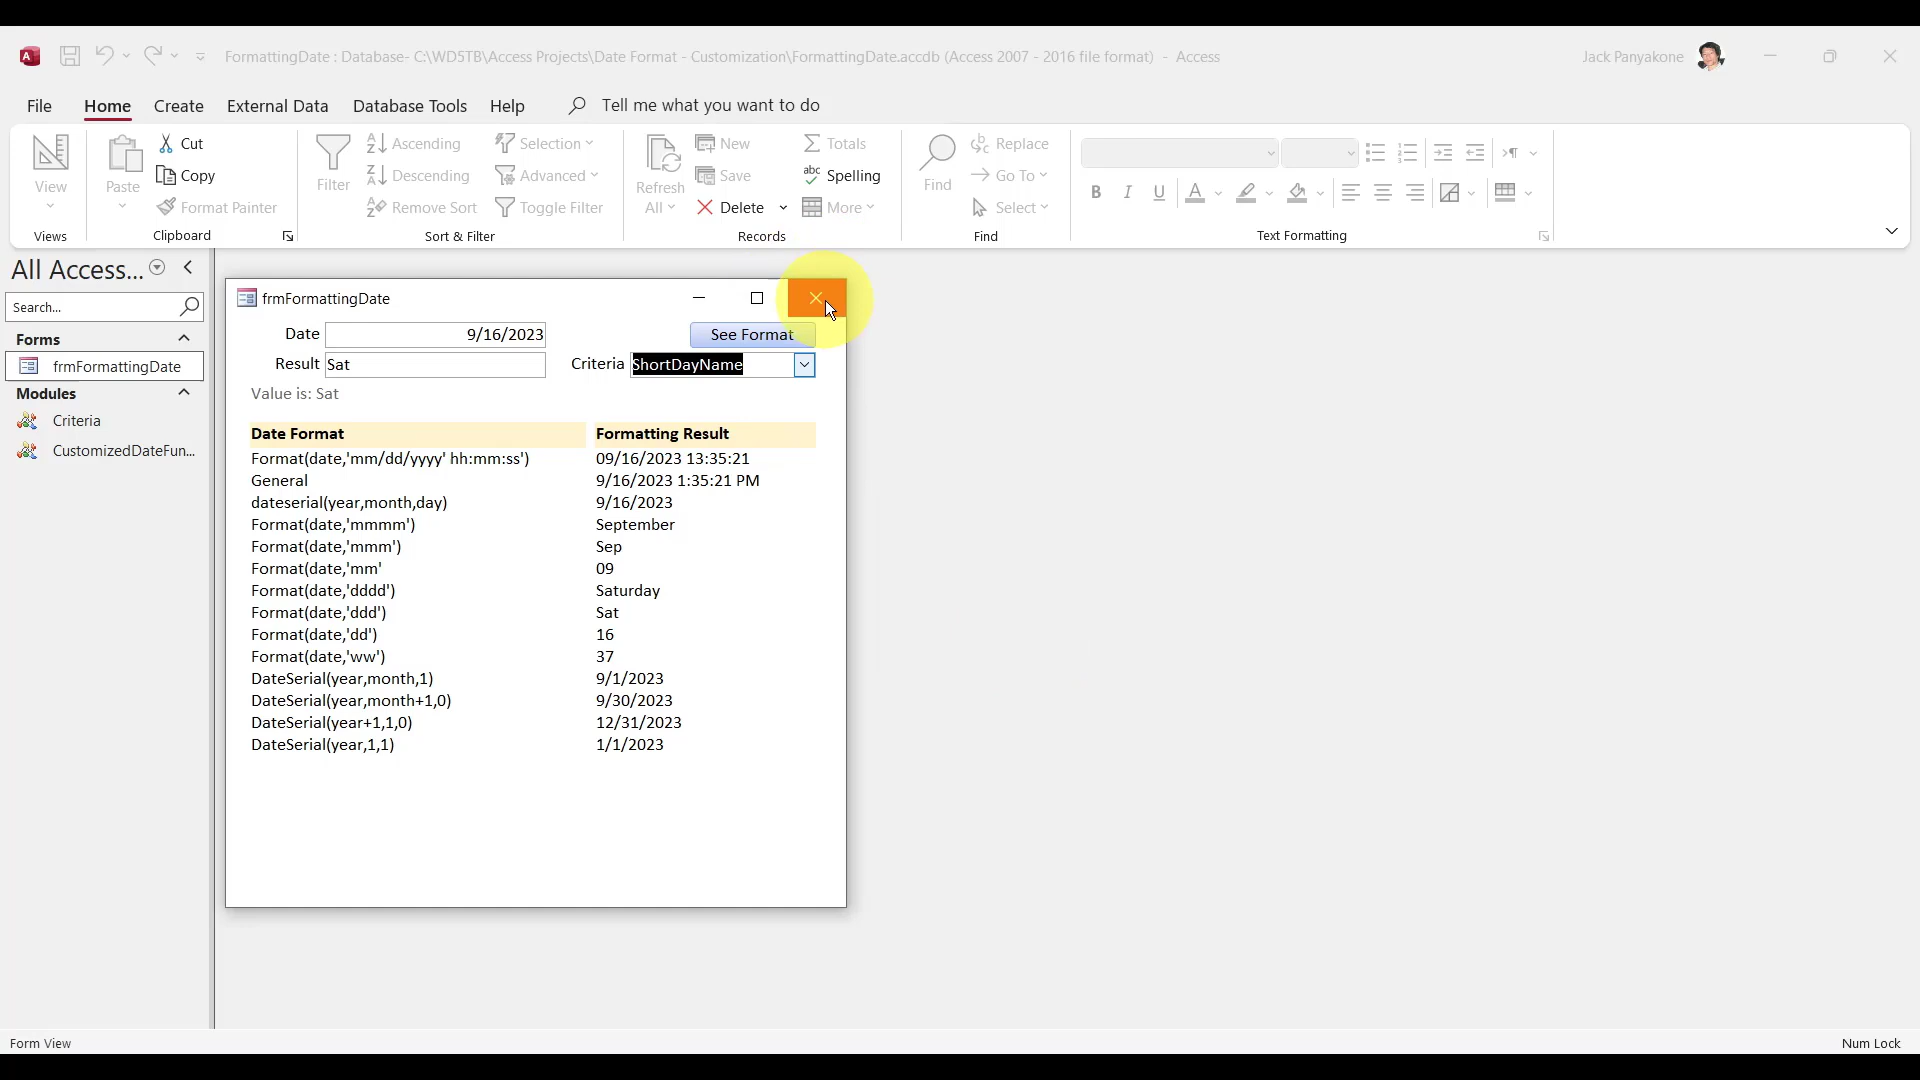 FormattingDate : Database- C:\WD5TB\Access Projects\Date Format - Customization\FormattingDate.accdb (Access 2007 - 2016 file format) - Access
Jack Panyakone
File Home Create External Data Database Tools Help Tell me what you want to do
View
Views
Paste
Cut
Copy
Format Painter
Clipboard
Filter
Ascending
Descending
Remove Sort
Selection
Advanced
Toggle Filter
Sort & Filter
Refresh
All
New
Save
Delete
Totals
Spelling
More
Records
Find
Replace
Go To
Select
Find
B I U A
Text Formatting
All Access...
Search...
Forms
frmFormattingDate
Modules
Criteria
CustomizedDateFun...
frmFormattingDate
Date 9/16/2023 See Format
Result Sat Criteria ShortDayName
Value is: Sat
Date Format Formatting Result
Format(date,'mm/dd/yyyy' hh:mm:ss') 09/16/2023 13:35:21
General 9/16/2023 1:35:21 PM
dateserial(year,month,day) 9/16/2023
Format(date,'mmmm') September
Format(date,'mmm') Sep
Format(date,'mm' 09
Format(date,'dddd') Saturday
Format(date,'ddd') Sat
Format(date,'dd') 16
Format(date,'ww') 37
DateSerial(year,month,1) 9/1/2023
DateSerial(year,month+1,0) 9/30/2023
DateSerial(year+1,1,0) 12/31/2023
DateSerial(year,1,1) 1/1/2023
Form View
Num Lock